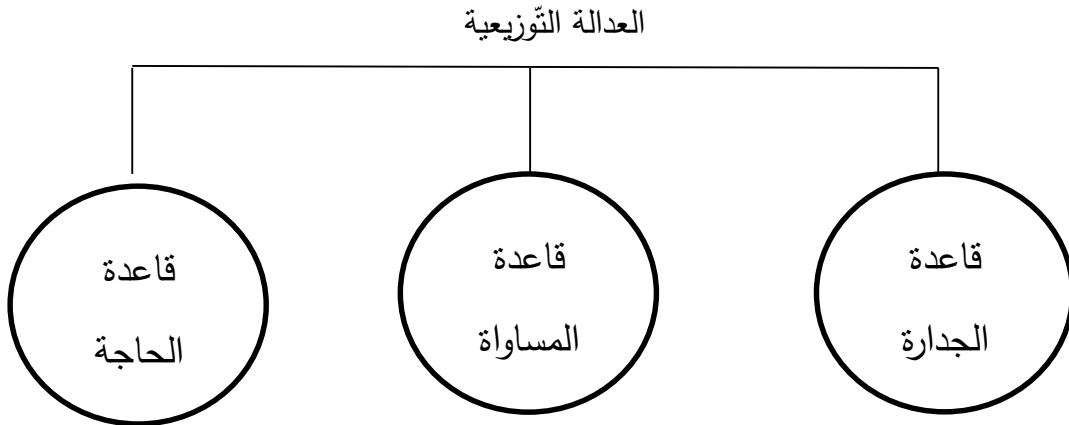 العدالة التّوزيعية
قاعدة
الجدارة
قاعدة
المساواة
قاعدة
الحاجة